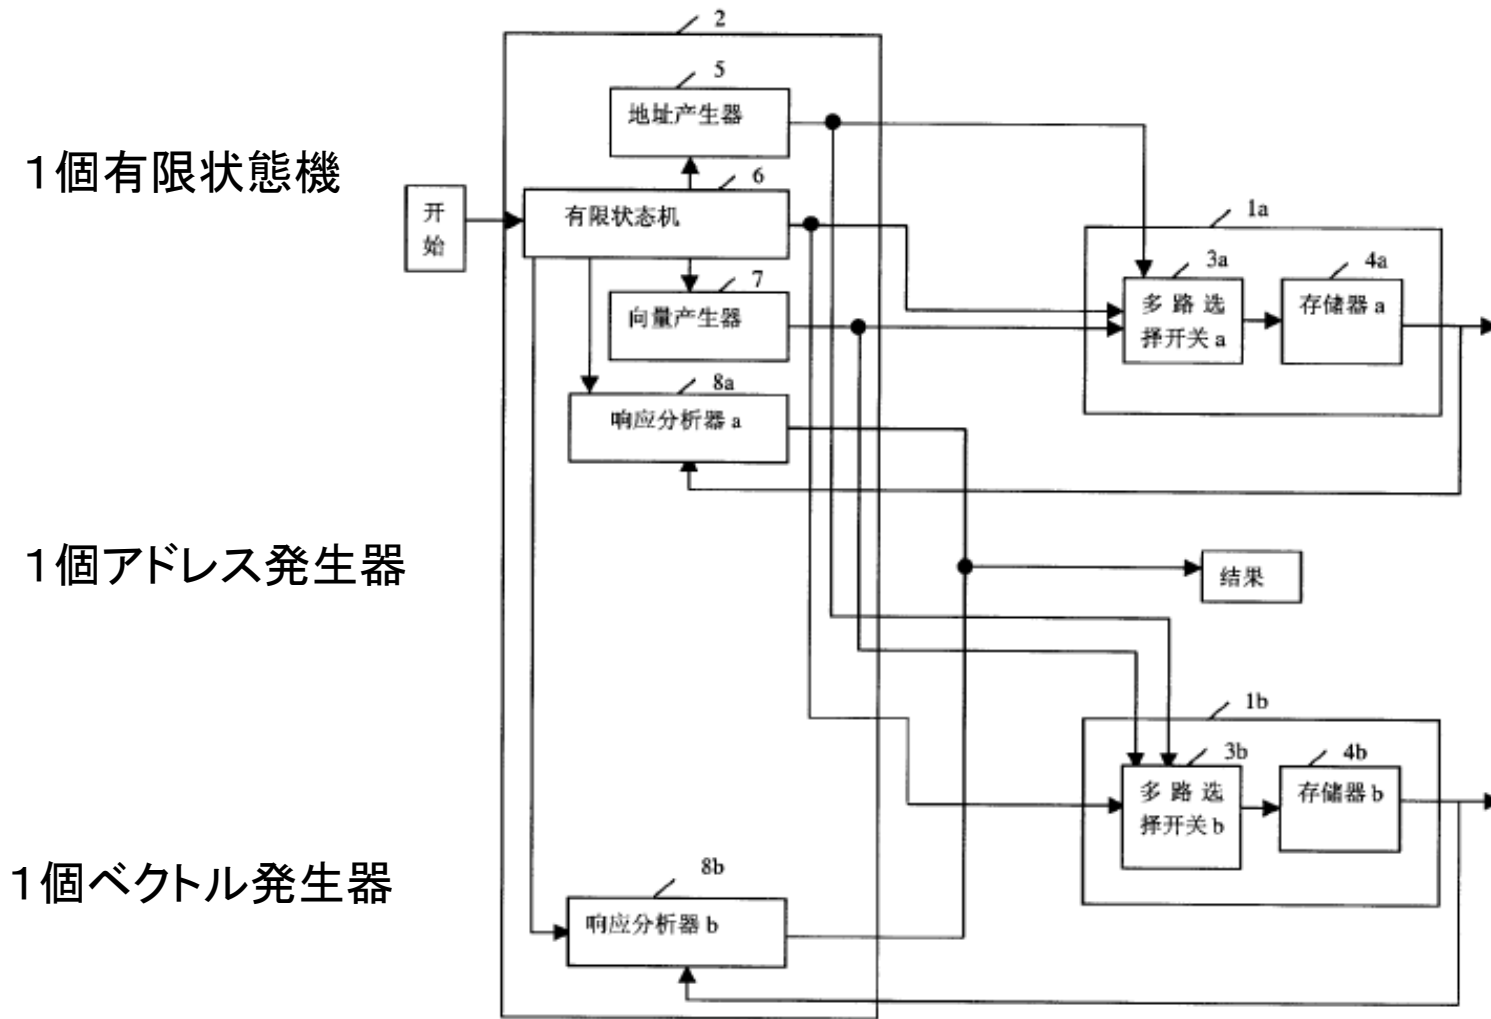 2
5
地址产生器
1個有限状態機
6
开
始
有限状态机
1a
3a
4a
7
向量产生器
多 路 选
择开关 a
存储器 a
8a
响应分析器 a
1個アドレス発生器
结果
1b
3b
4b
多 路 选
择开关 b
存储器 b
1個ベクトル発生器
8b
响应分析器 b